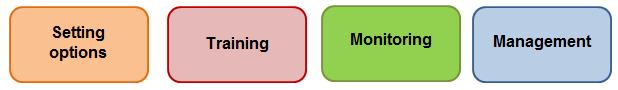 Setting
options
Training
Monitoring
Management